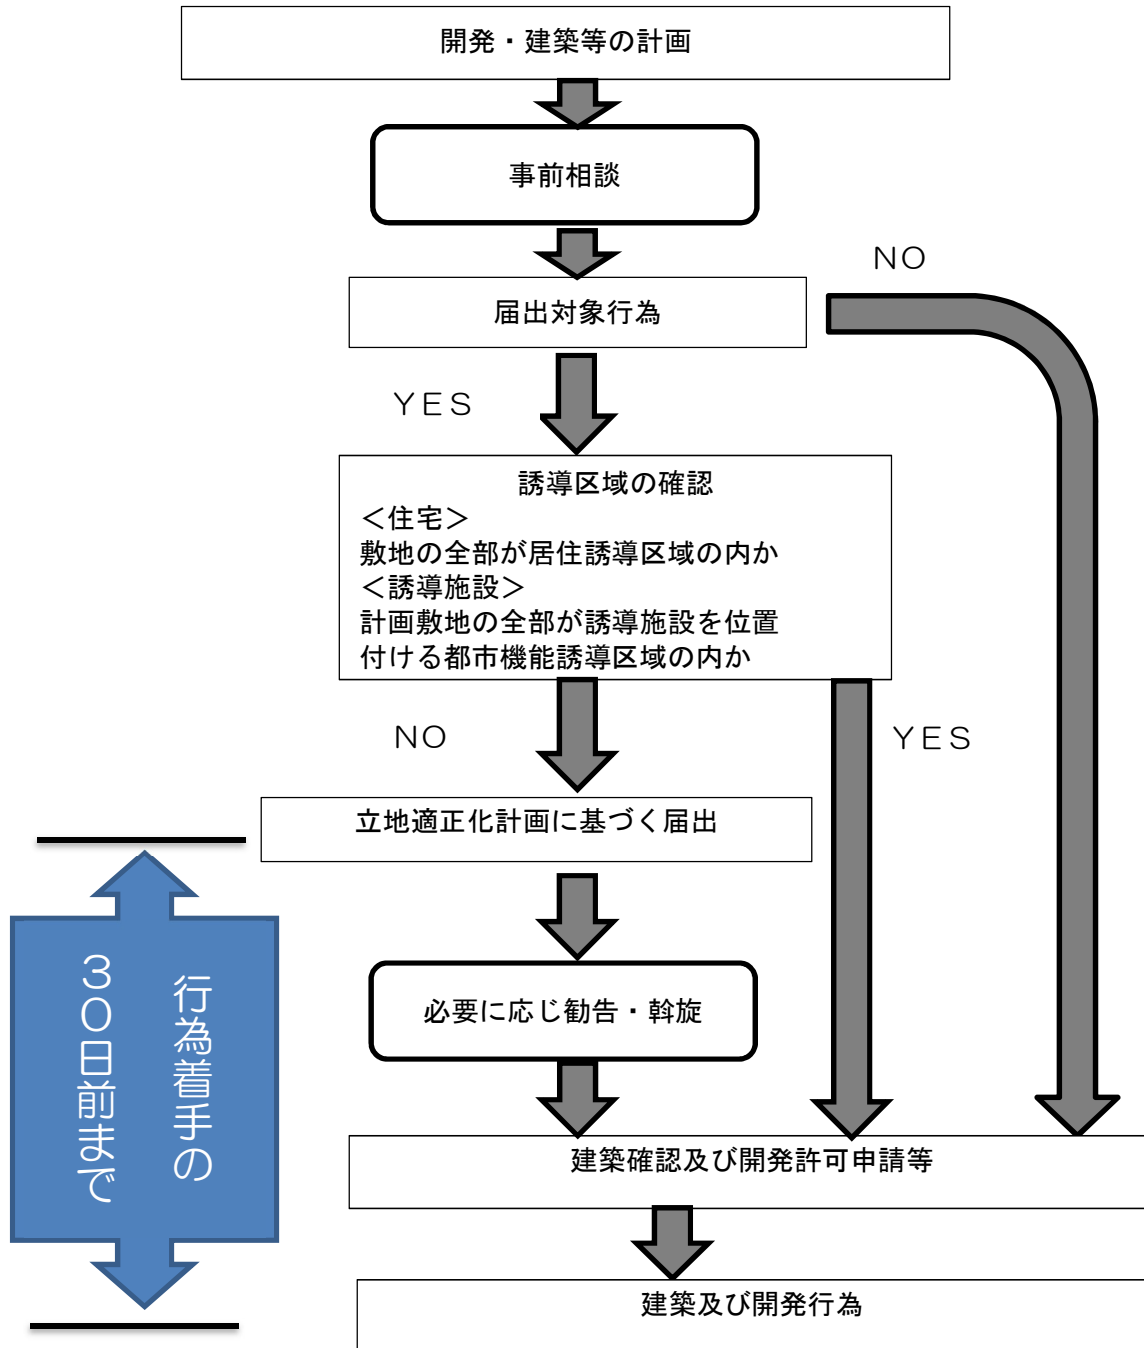 開発・建築等の計画
事前相談
届出対象行為
ＮＯ
ＹＥＳ
誘導区域の確認
＜住宅＞
敷地の全部が居住誘導区域の内か
＜誘導施設＞
計画敷地の全部が誘導施設を位置
付ける都市機能誘導区域の内か
ＮＯ
ＹＥＳ
立地適正化計画に基づく届出
必要に応じ勧告・斡旋
行為着手の
３０日前まで
建築確認及び開発許可申請等
建築及び開発行為